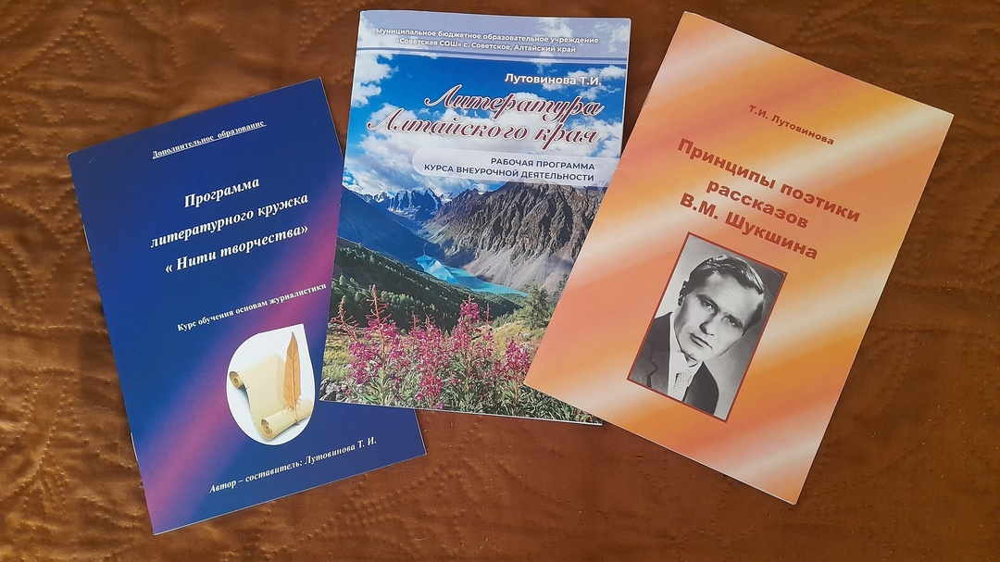 Дополнительное образование
Программа
литературного кружка
« Нити творчества»
Курс обучения основам журналистики
Автор – составитель: Лутовинова Т. И.
Муниципальное бюджетное образовательное учреждение
«Советская СОШ» с. Советское, Алтайский край
Лутовинова Т.И.
Литература
Алтайского края
РАБОЧАЯ ПРОГРАММА
КУРСА ВНЕУРОЧНОЙ ДЕЯТЕЛЬНОСТИ
Т.И. Лутовинова
Принципы поэтики
рассказов
В.М. Шукшина